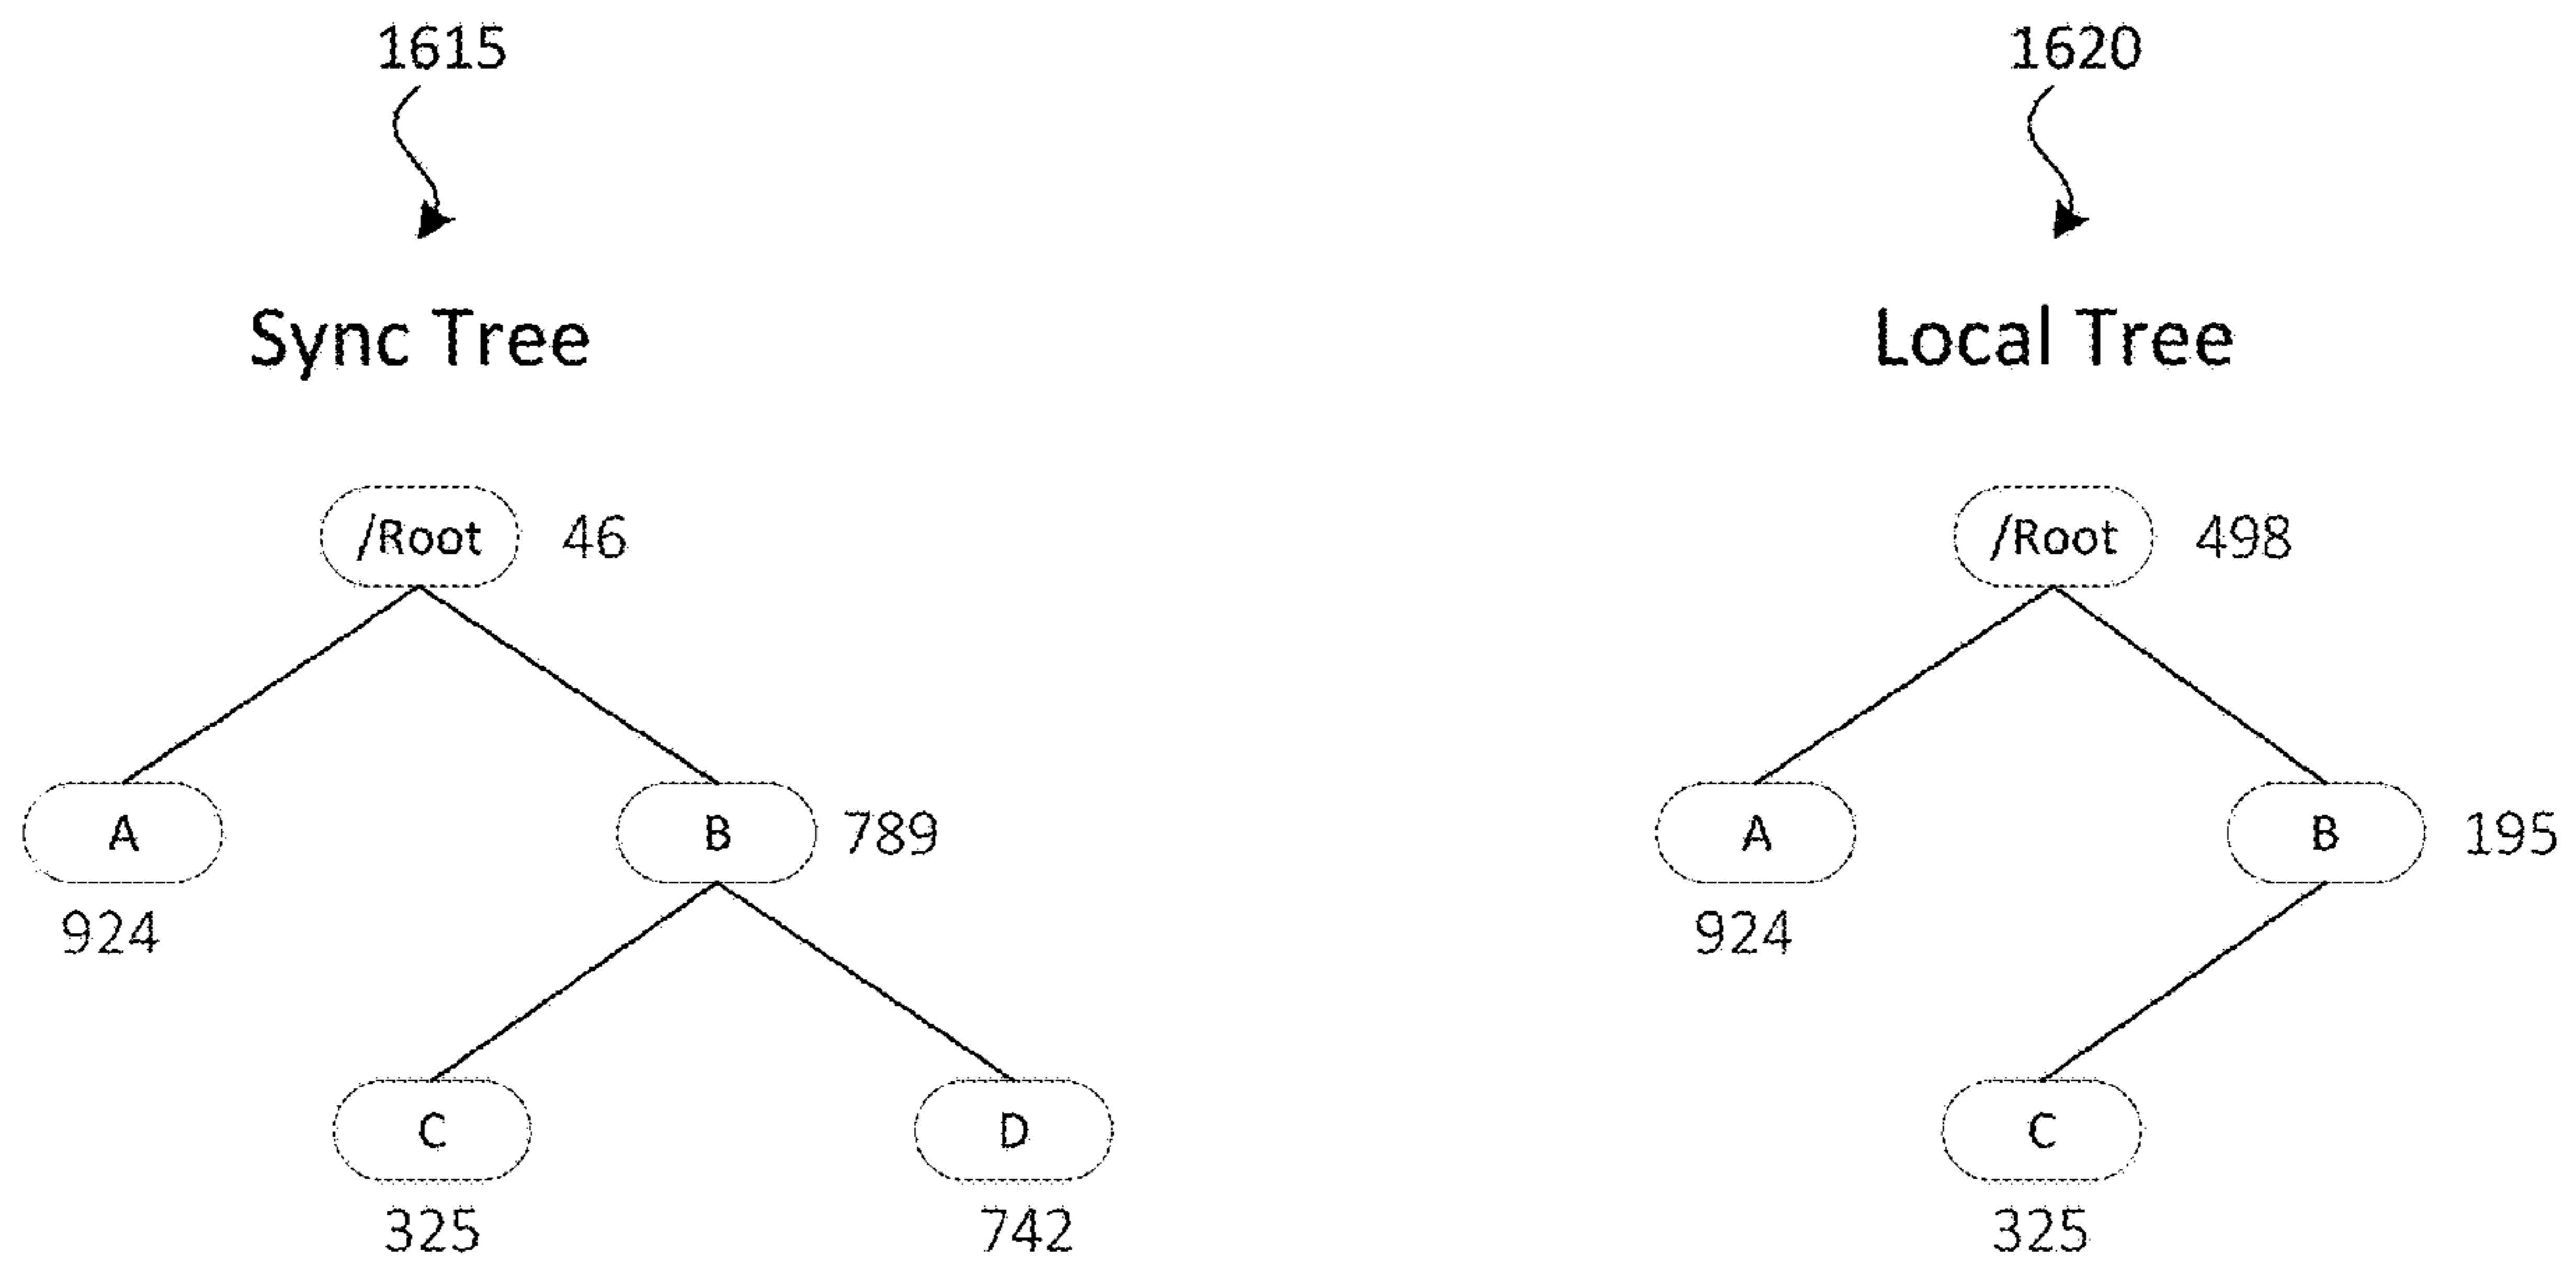 1615 1620
Sync Tree Local Tree
/Root 46 /Root 498
A B 789 A B 195
924 924
C D C
325 742 325